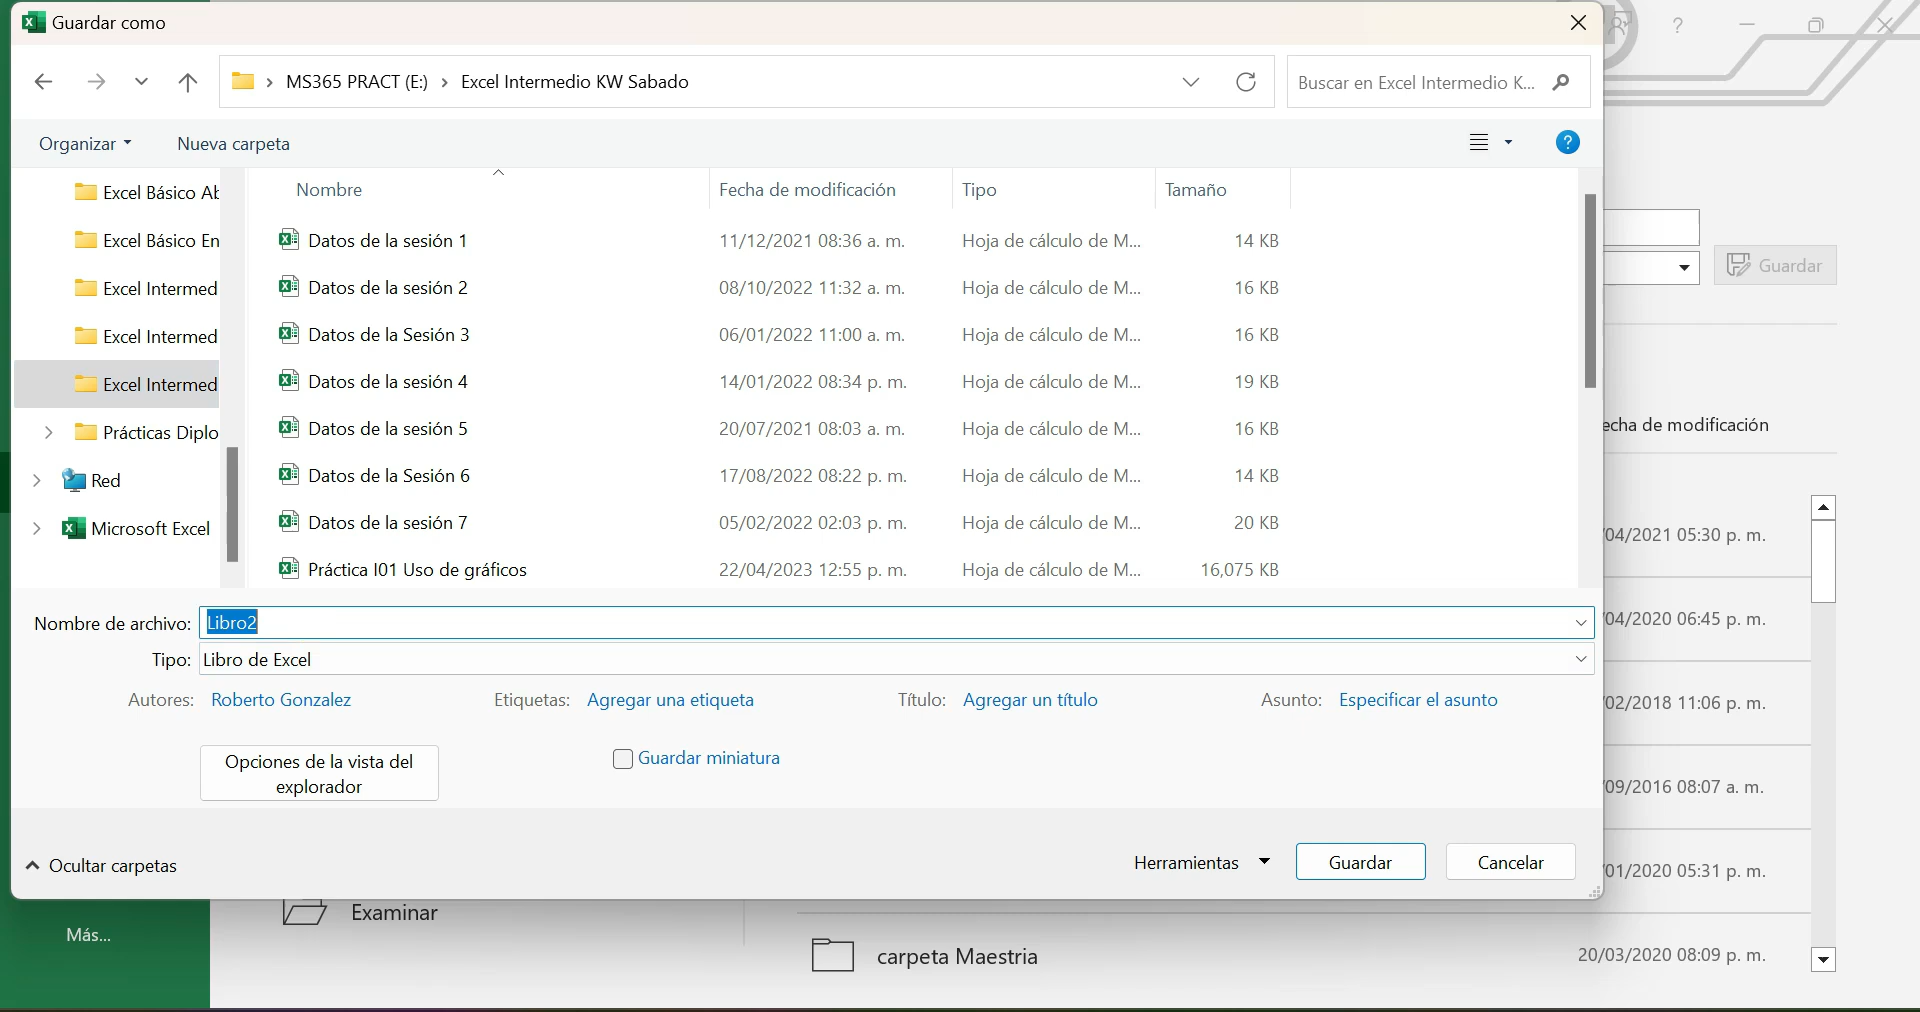 Guardar como
MS365 PRACT (E:) › Excel Intermedio KW Sabado
Buscar en Excel Intermedio K...
Organizar
Nueva carpeta
Nombre
Fecha de modificación
Tipo
Tamaño
Excel Básico Ab
Excel Básico En
Excel Intermed
Excel Intermed
Excel Intermed
Prácticas Diplo
Red
Microsoft Excel
Datos de la sesión 1 11/12/2021 08:36 a. m. Hoja de cálculo de M... 14 KB
Datos de la sesión 2 08/10/2022 11:32 a. m. Hoja de cálculo de M... 16 KB
Datos de la Sesión 3 06/01/2022 11:00 a. m. Hoja de cálculo de M... 16 KB
Datos de la sesión 4 14/01/2022 08:34 p. m. Hoja de cálculo de M... 19 KB
Datos de la sesión 5 20/07/2021 08:03 a. m. Hoja de cálculo de M... 16 KB
Datos de la Sesión 6 17/08/2022 08:22 p. m. Hoja de cálculo de M... 14 KB
Datos de la sesión 7 05/02/2022 02:03 p. m. Hoja de cálculo de M... 20 KB
Práctica I01 Uso de gráficos 22/04/2023 12:55 p. m. Hoja de cálculo de M... 16,075 KB
Nombre de archivo: Libro2
Tipo: Libro de Excel
Autores: Roberto Gonzalez
Etiquetas: Agregar una etiqueta
Título: Agregar un título
Asunto: Especificar el asunto
Opciones de la vista del
explorador
Guardar miniatura
Ocultar carpetas
Herramientas
Guardar
Cancelar
?
Guardar
echa de modificación
/04/2021 05:30 p. m.
/04/2020 06:45 p. m.
/02/2018 11:06 p. m.
/09/2016 08:07 a. m.
/01/2020 05:31 p. m.
Examinar
Más...
carpeta Maestria
20/03/2020 08:09 p. m.